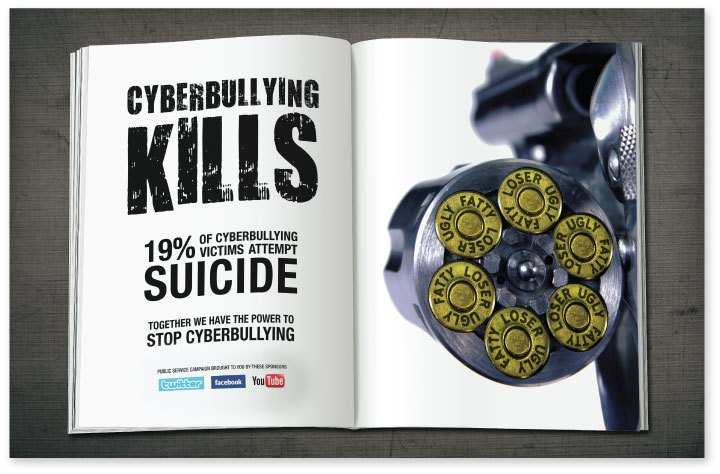 CYBERBULLYING
KILLS
19% OF CYBERBULLYING
VICTIMS ATTEMPT
SUICIDE
TOGETHER WE HAVE THE POWER TO
STOP CYBERBULLYING
PUBLIC SERVICE CAMPAIGN BROUGHT TO YOU BY THESE SPONSORS
twitter facebook YouTube
LOSER UGLY FATTY
UGLY FATTY LOSER
FATTY LOSER UGLY
FATTY LOSER UGLY
LOSER UGLY FATTY
FATTY LOSER UGLY